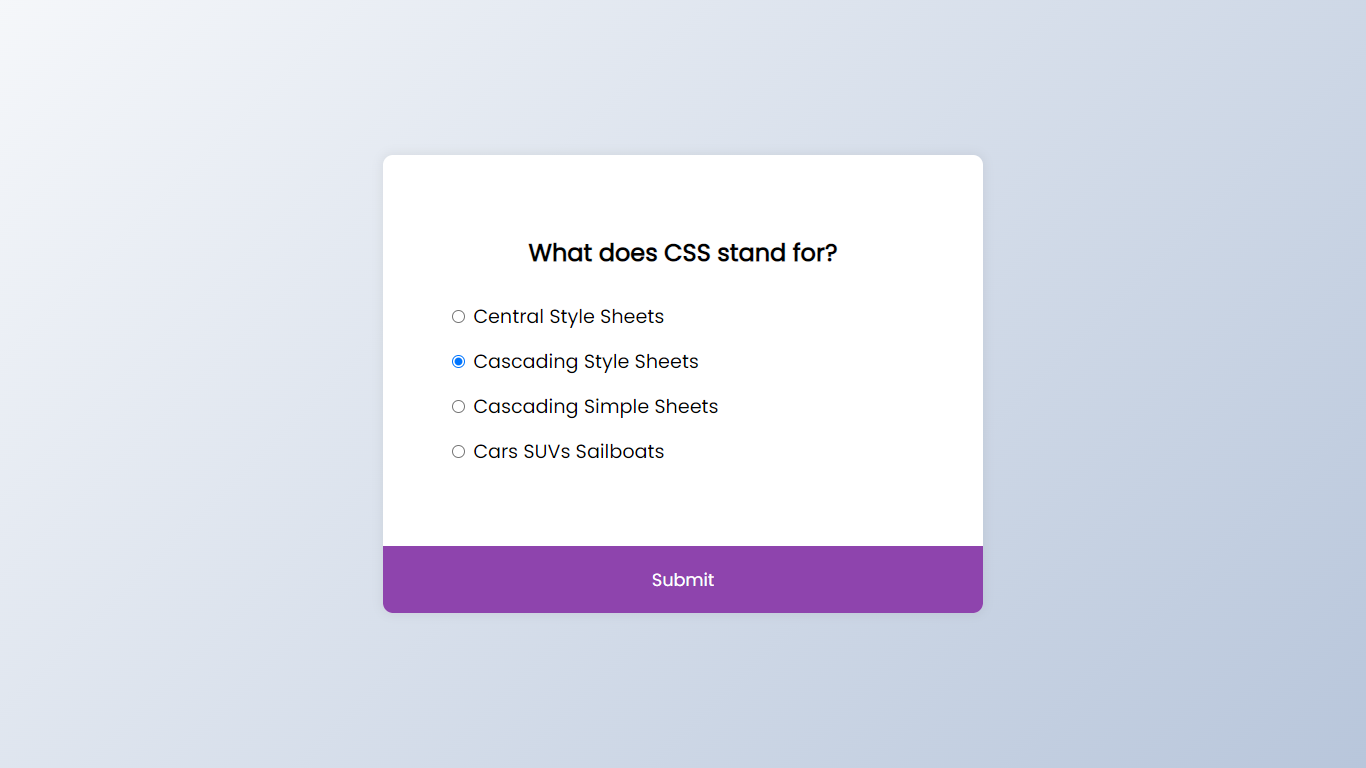 What does CSS stand for?
Central Style Sheets
Cascading Style Sheets
Cascading Simple Sheets
Cars SUVs Sailboats
Submit